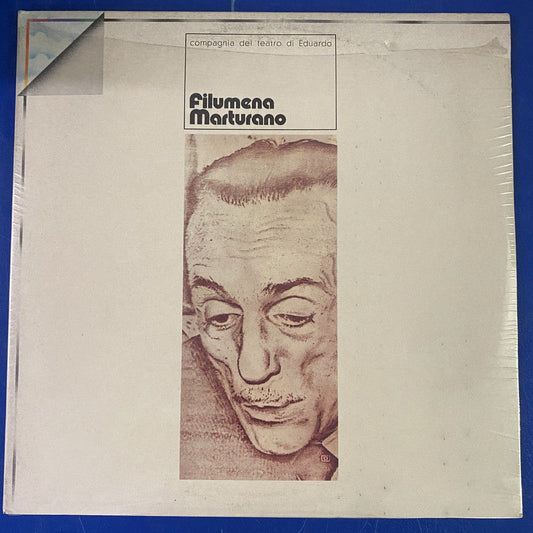 compagnia del teatro di Eduardo
Filumena
Marturano